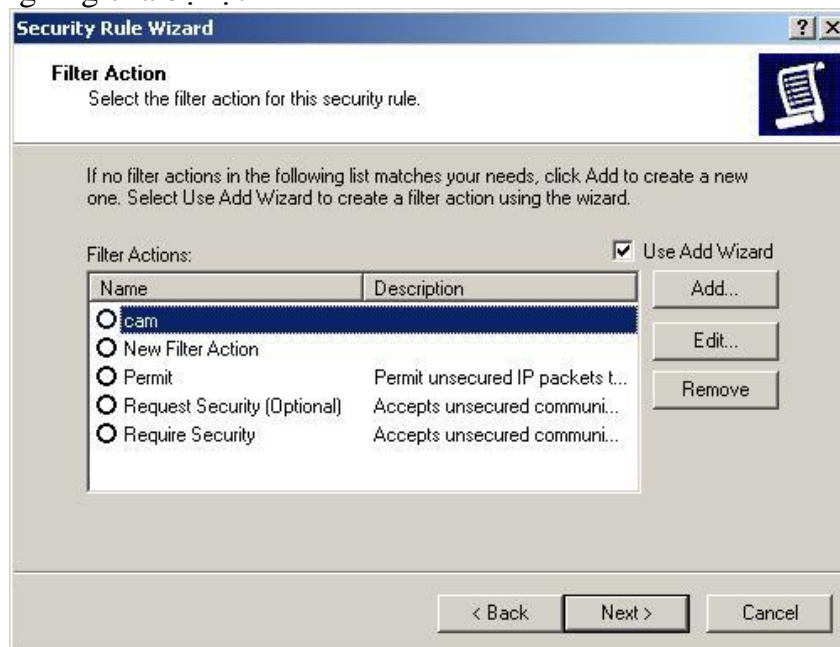 Security Rule Wizard
Filter Action
Select the filter action for this security rule.
If no filter actions in the following list matches your needs, click Add to create a new
one. Select Use Add Wizard to create a filter action using the wizard.
Filter Actions:
Use Add Wizard
Name Description
Add...
cam
New Filter Action
Edit...
Permit Permit unsecured IP packets t...
Remove
Request Security (Optional) Accepts unsecured communi...
Require Security Accepts unsecured communi...
< Back Next > Cancel